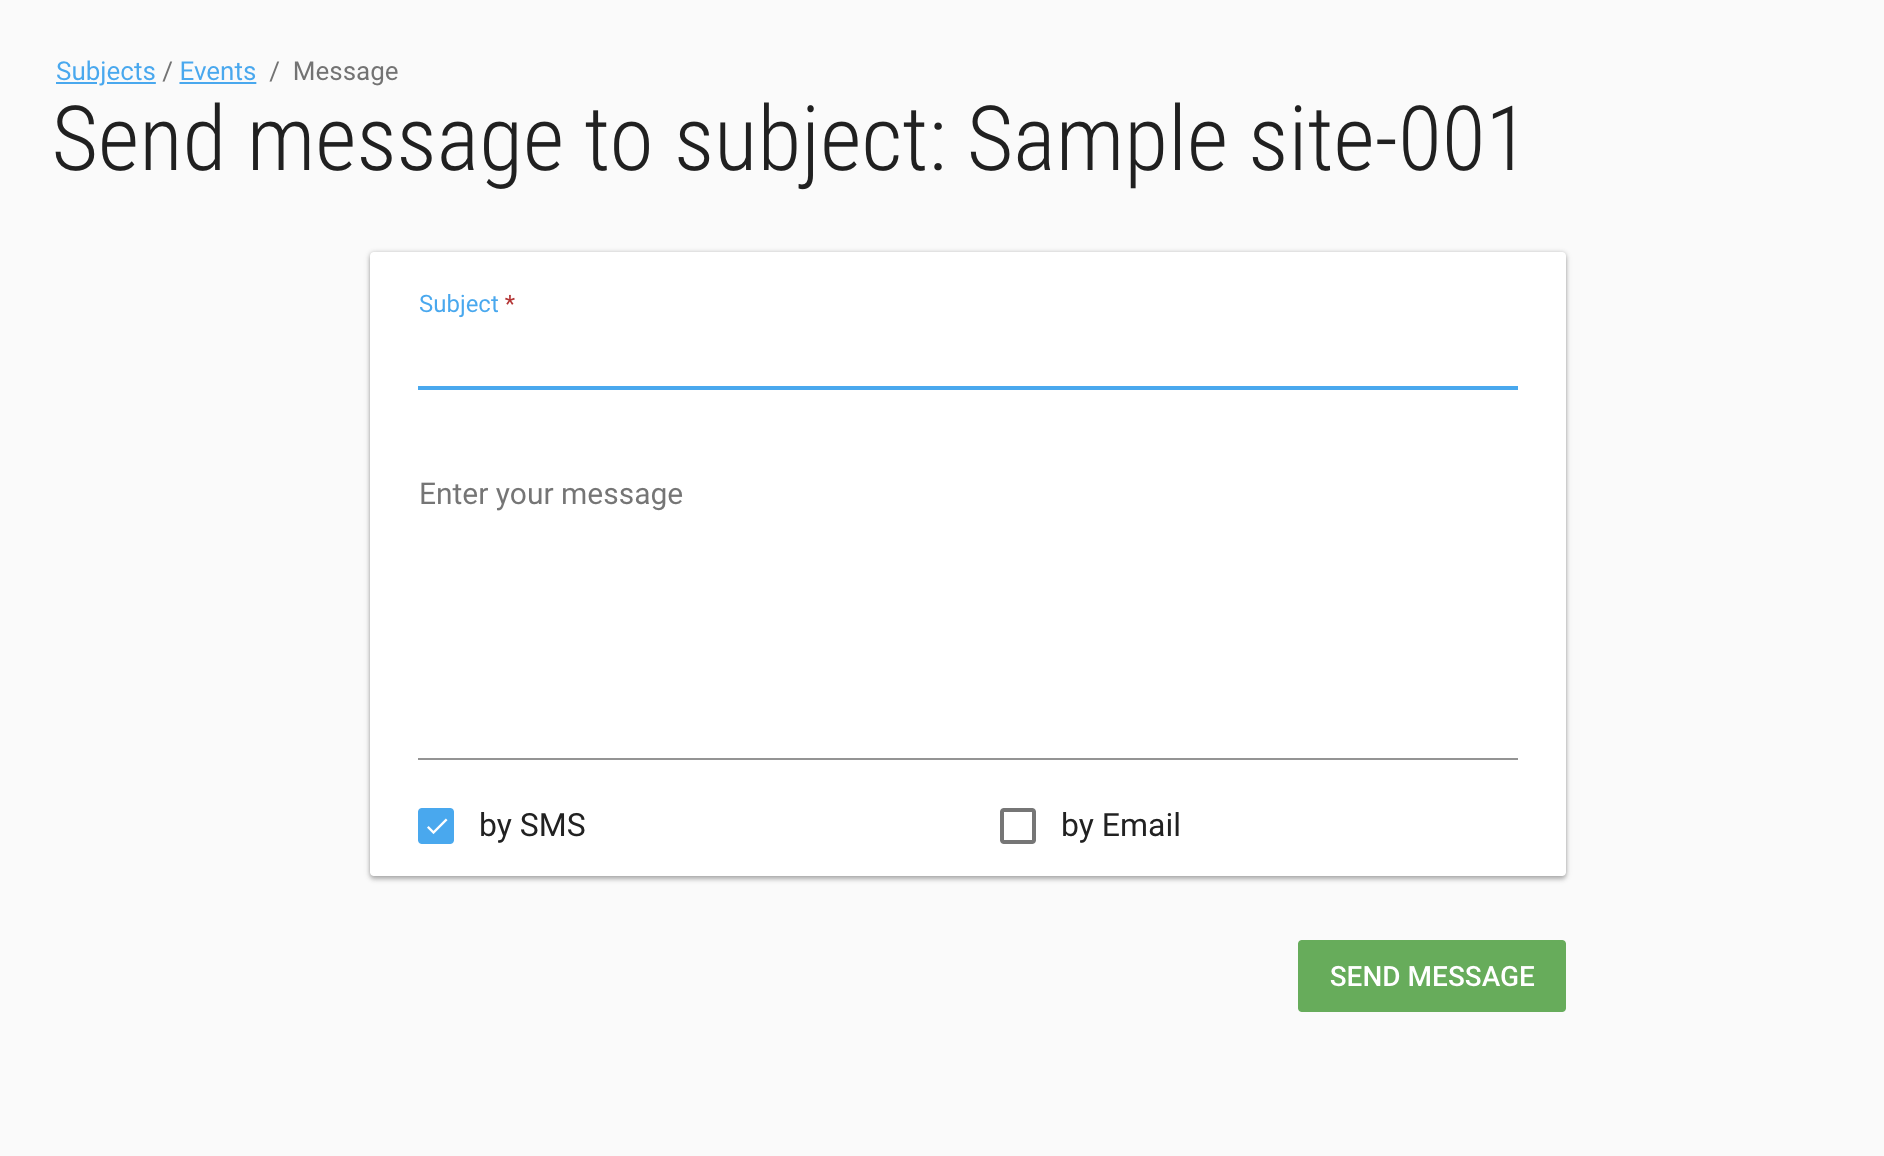 Subjects / Events / Message
Send message to subject: Sample site-001
Subject *
Enter your message
by SMS
by Email
SEND MESSAGE